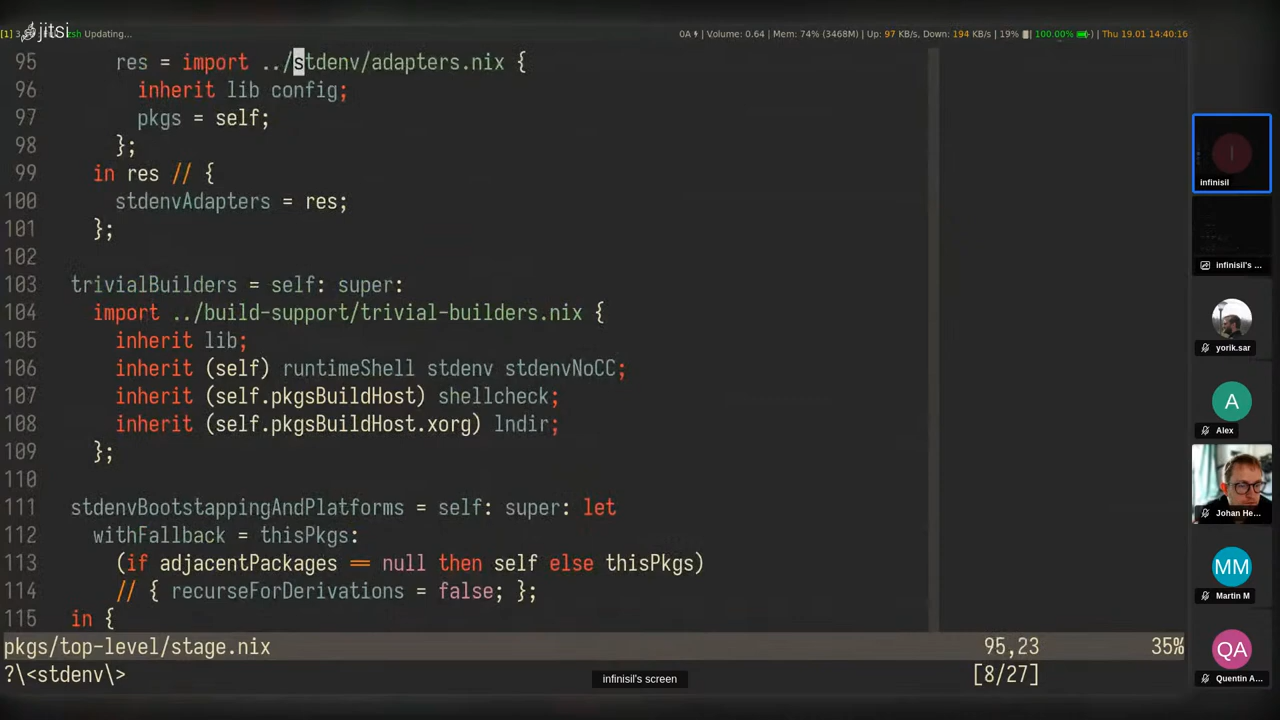 jitsi
[1] zsh Updating... 0A | Volume: 0.64 | Mem: 74% (3468M) | Up: 97 KB/s, Down: 194 KB/s | 19% | 100.00% | Thu 19.01 14:40:16
95 res = import ../stdenv/adapters.nix {
96 inherit lib config;
97 pkgs = self;
98 };
99 in res // {
100 stdenvAdapters = res;
101 };
102
103 trivialBuilders = self: super:
104 import ../build-support/trivial-builders.nix {
105 inherit lib;
106 inherit (self) runtimeShell stdenv stdenvNoCC;
107 inherit (self.pkgsBuildHost) shellcheck;
108 inherit (self.pkgsBuildHost.xorg) lndir;
109 };
110
111 stdenvBootstappingAndPlatforms = self: super: let
112 withFallback = thisPkgs:
113 (if adjacentPackages == null then self else thisPkgs)
114 // { recurseForDerivations = false; };
115 in {
pkgs/top-level/stage.nix 95,23 35%
?\<stdenv\> [8/27]
infinisil's screen
I
infinisil
infinisil's ...
yorik.sar
A
Alex
Johan He...
MM
Martin M
QA
Quentin A...